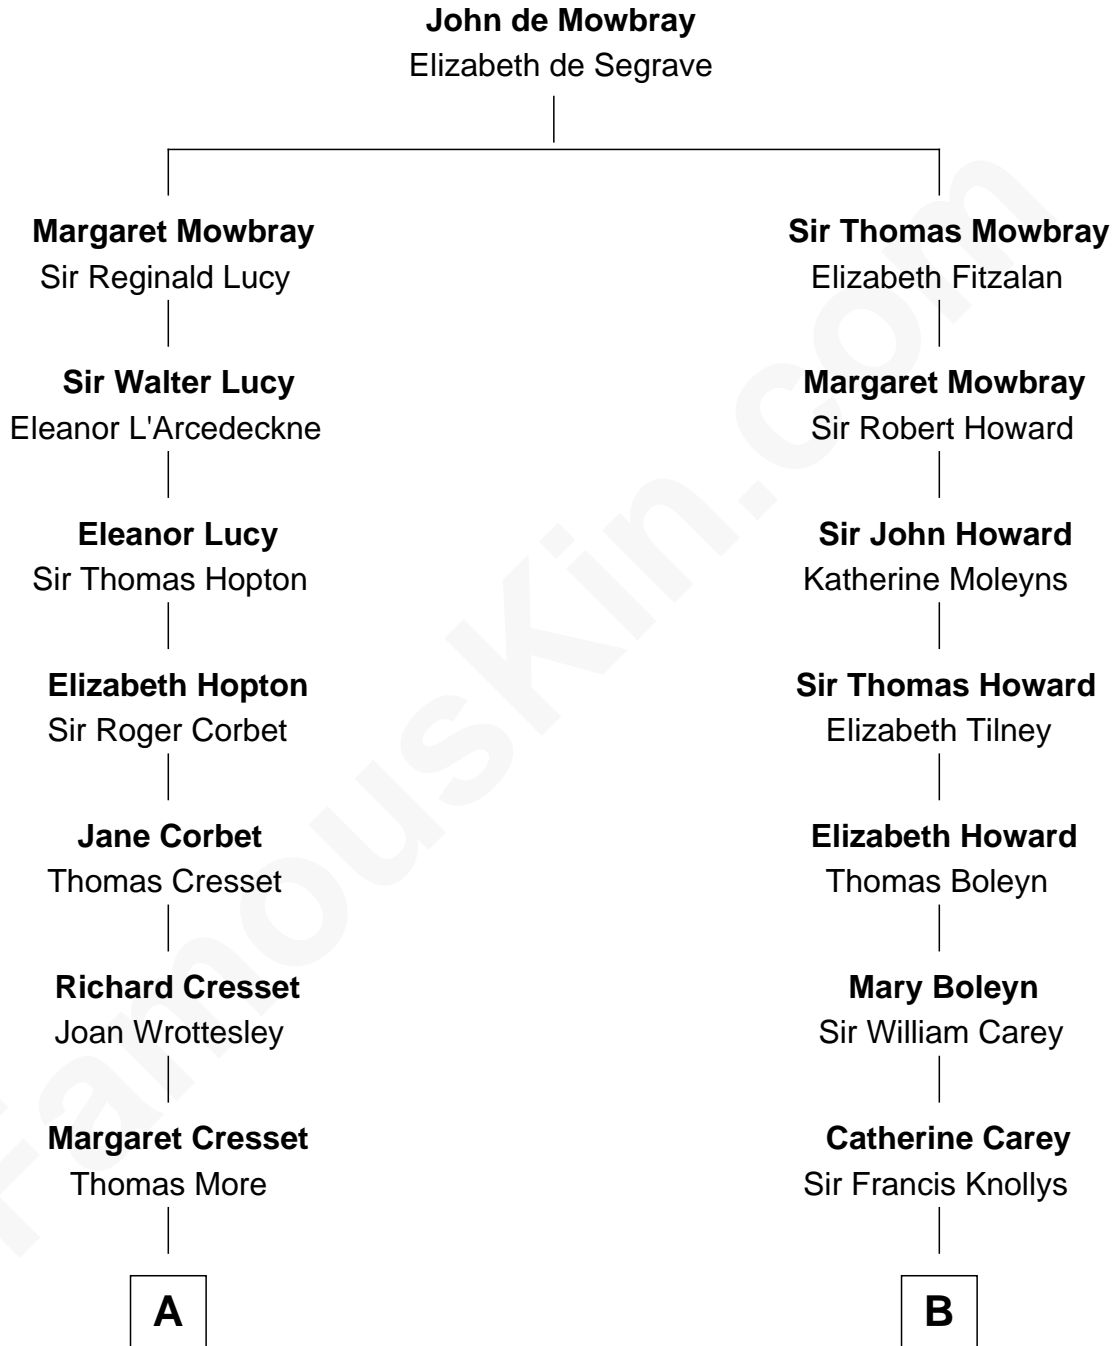 John de Mowbray
Elizabeth de Segrave
Margaret Mowbray
Sir Reginald Lucy
Sir Thomas Mowbray
Elizabeth Fitzalan
Sir Walter Lucy
Eleanor L'Arcedeckne
Margaret Mowbray
Sir Robert Howard
Eleanor Lucy
Sir Thomas Hopton
Sir John Howard
Katherine Moleyns
Elizabeth Hopton
Sir Roger Corbet
Sir Thomas Howard
Elizabeth Tilney
Jane Corbet
Thomas Cresset
Elizabeth Howard
Thomas Boleyn
Richard Cresset
Joan Wrottesley
Mary Boleyn
Sir William Carey
Margaret Cresset
Thomas More
Catherine Carey
Sir Francis Knollys
A
B
FamousKin.com